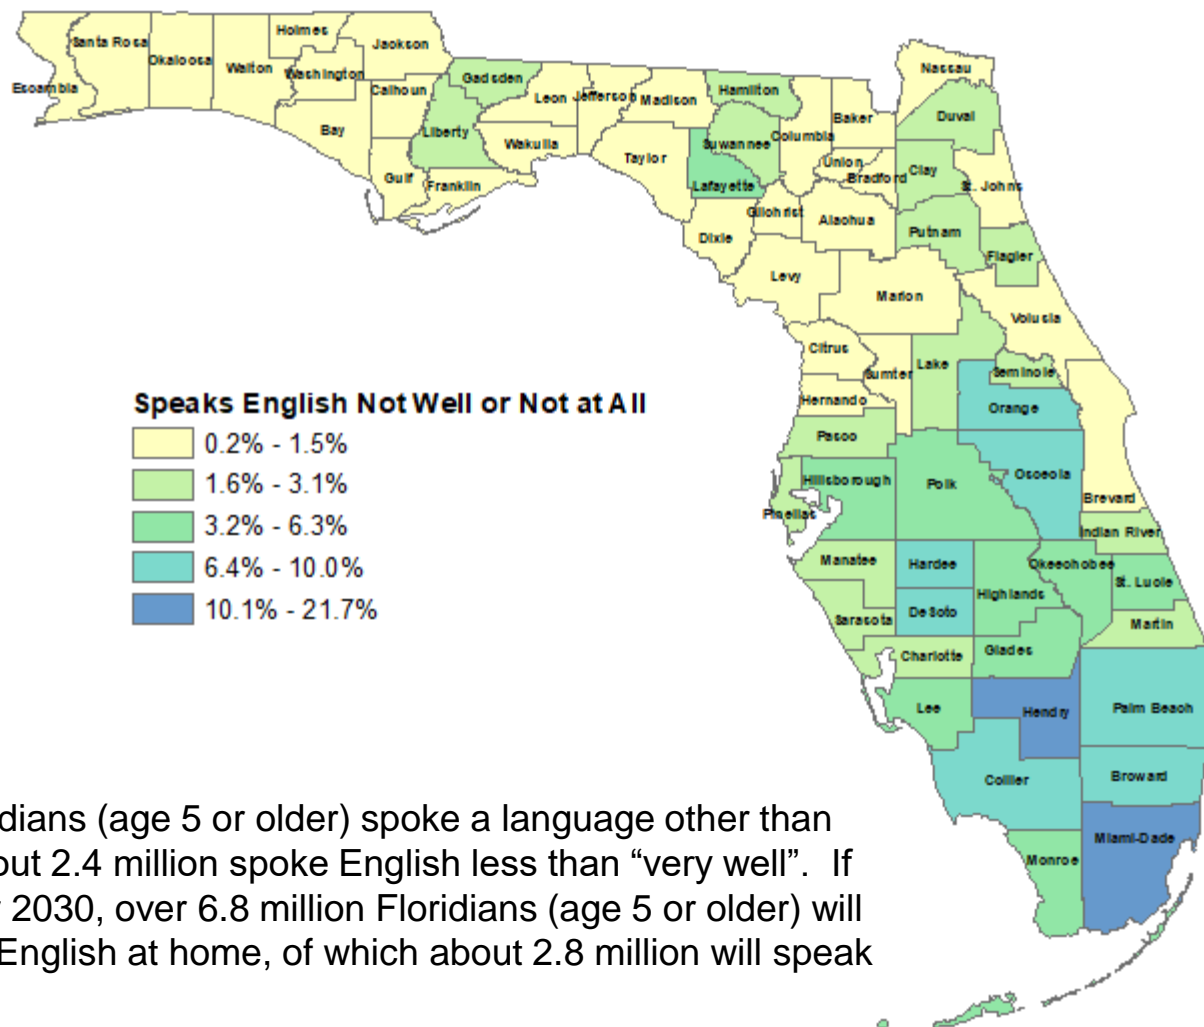 Holmes
Santa Rosa
Jackson
Okaloosa
Walton
Washington
Escambia
Calhoun
Gadsden
Leon
Jefferson
Madison
Hamilton
Nassau
Bay
Liberty
Wakulla
Taylor
Suwannee
Columbia
Baker
Duval
Gulf
Franklin
Lafayette
Union
Bradford
Clay
St. Johns
Dixie
Gilchrist
Alachua
Putnam
Flagler
Levy
Marion
Volusia
Citrus
Sumter
Lake
Seminole
Hernando
Orange
Pasco
Osceola
Hillsborough
Polk
Brevard
Pinellas
Indian River
Manatee
Hardee
Okeechobee
St. Lucie
Highlands
Sarasota
DeSoto
Martin
Charlotte
Glades
Lee
Hendry
Palm Beach
Collier
Broward
Monroe
Miami-Dade
Speaks English Not Well or Not at All
0.2% - 1.5%
1.6% - 3.1%
3.2% - 6.3%
6.4% - 10.0%
10.1% - 21.7%
dians (age 5 or older) spoke a language other than
out 2.4 million spoke English less than “very well”. If
2030, over 6.8 million Floridians (age 5 or older) will
English at home, of which about 2.8 million will speak